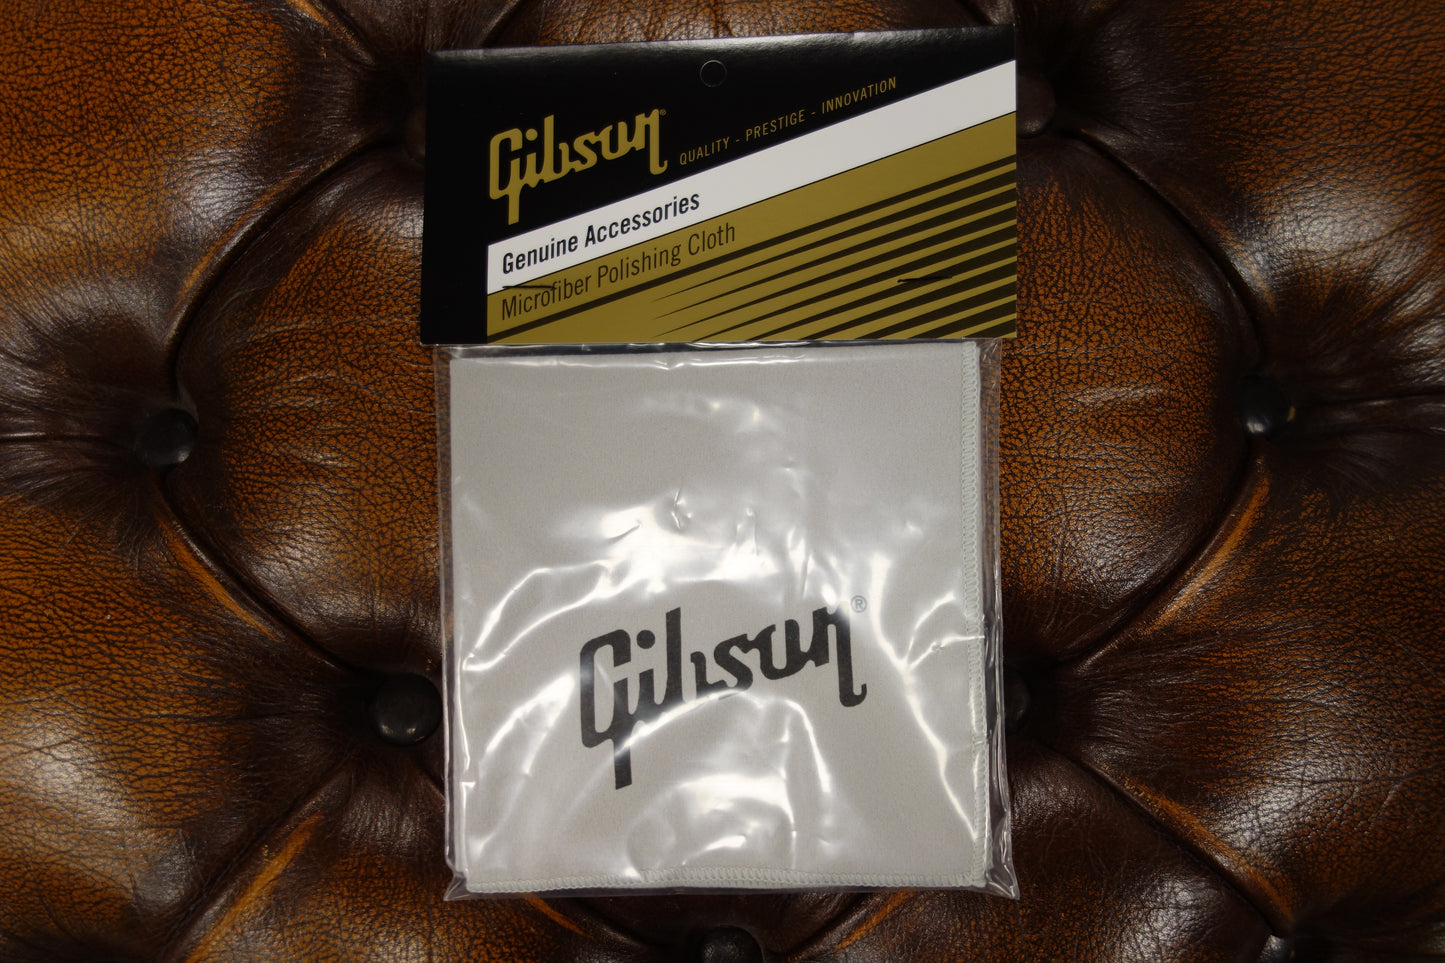 Gibson®
QUALITY - PRESTIGE - INNOVATION
Genuine Accessories
Microfiber Polishing Cloth
Gibson®